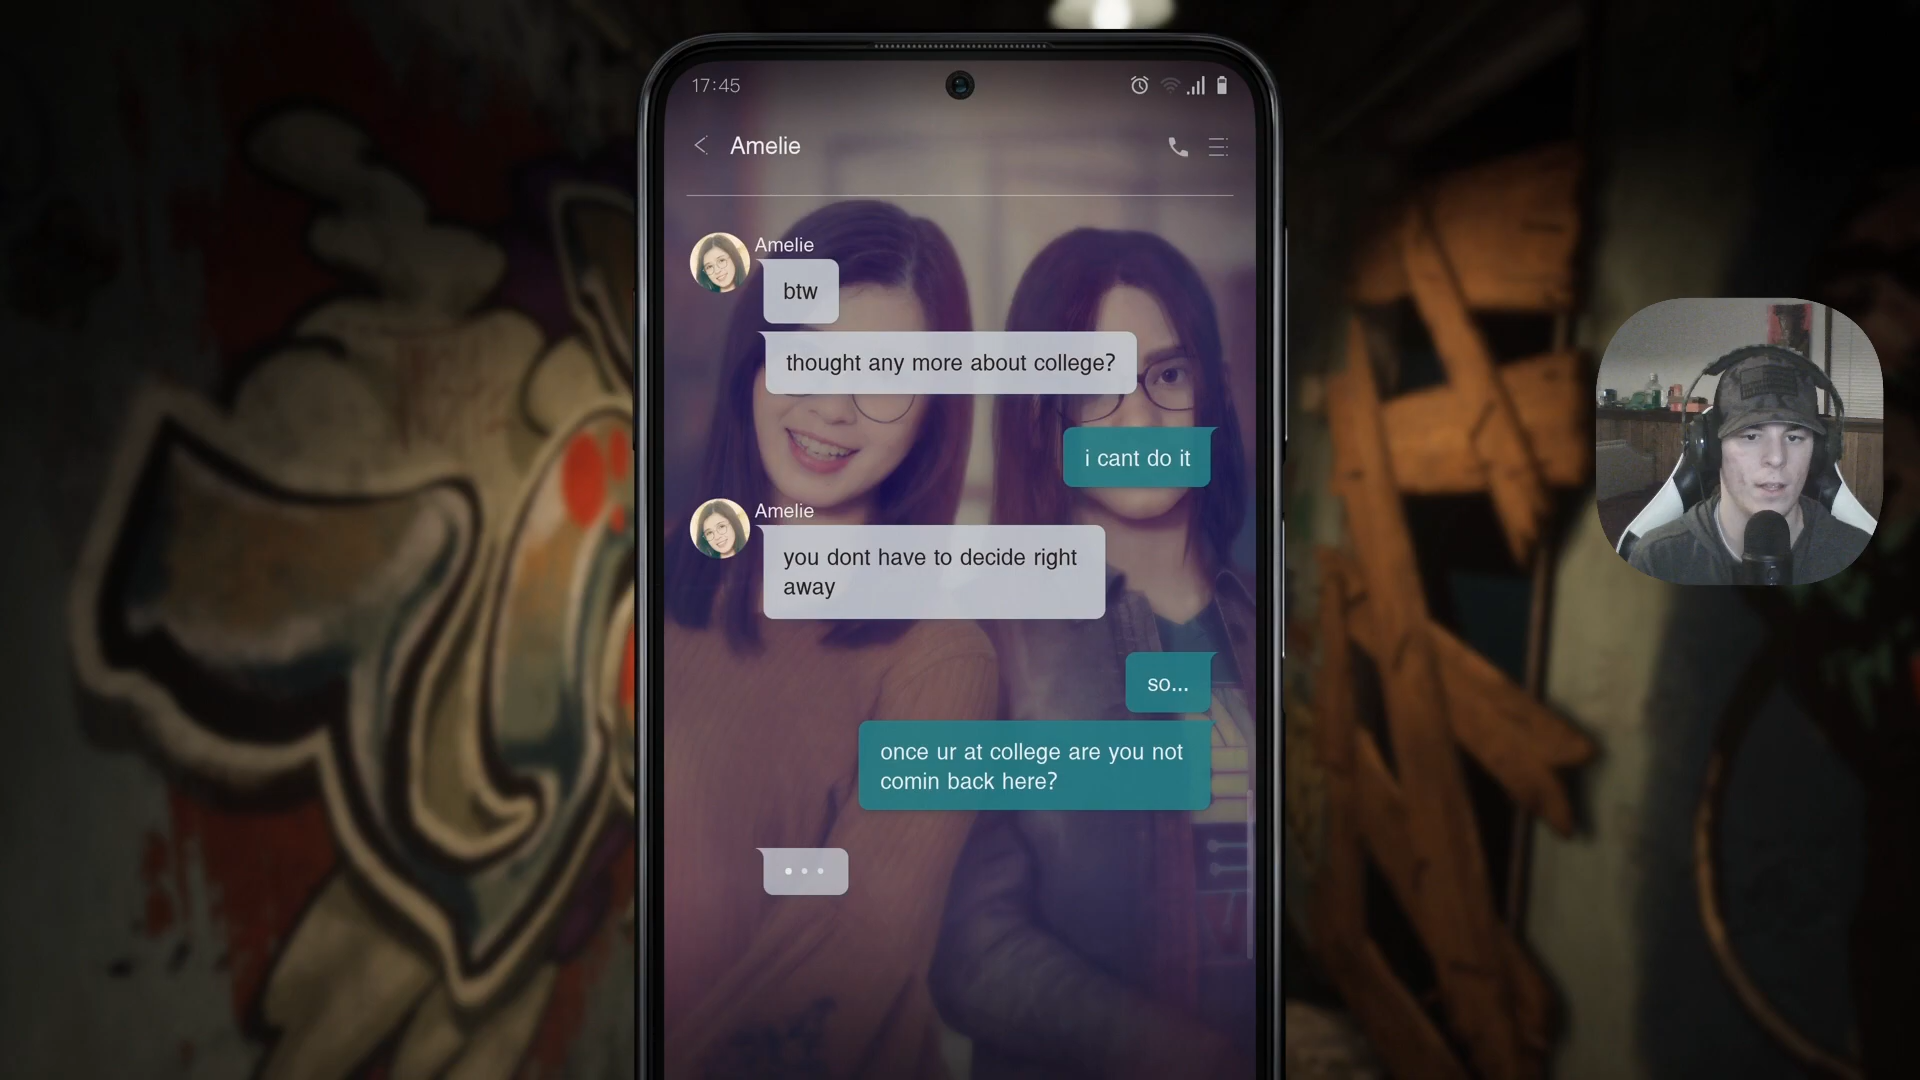 17:45
Amelie
Amelie
btw
thought any more about college?
i cant do it
Amelie
you dont have to decide right
away
so...
once ur at college are you not
comin back here?